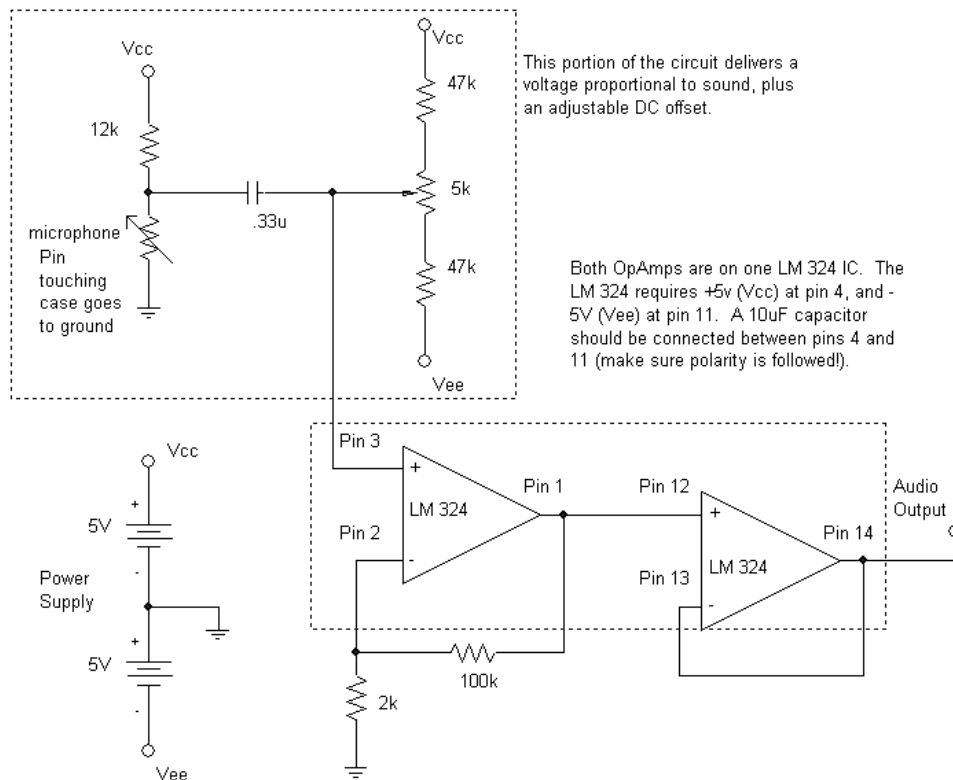 Vcc
Vcc
This portion of the circuit delivers a
voltage proportional to sound, plus
an adjustable DC offset.
47k
12k
5k
.33u
microphone
Pin
touching
case goes
to ground
47k
Both OpAmps are on one LM 324 IC. The
LM 324 requires +5v (Vcc) at pin 4, and -
5V (Vee) at pin 11. A 10uF capacitor
should be connected between pins 4 and
11 (make sure polarity is followed!).
Vee
Pin 3
+
LM 324
Pin 1
Pin 2
-
Pin 12
+
LM 324
Pin 14
Pin 13
-
Audio
Output
100k
2k
Vcc
+
5V
-
Power
Supply
+
5V
-
Vee